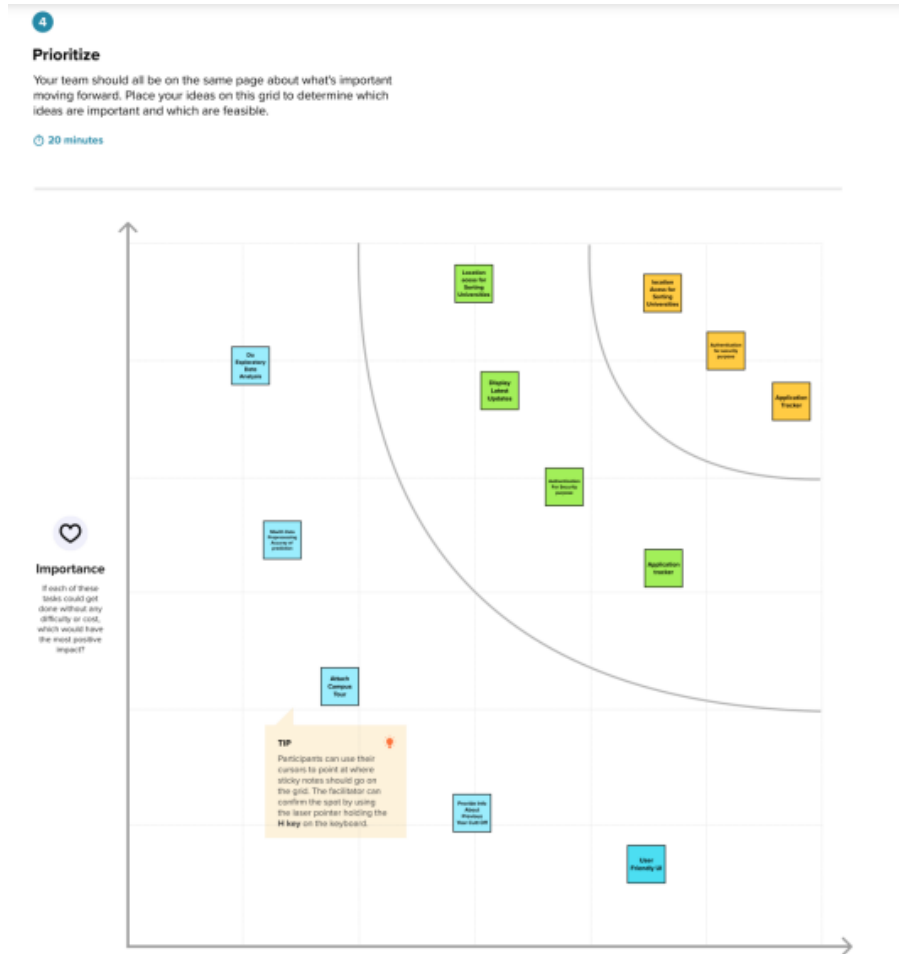 4
Prioritize
Your team should all be on the same page about what's important
moving forward. Place your ideas on this grid to determine which
ideas are important and which are feasible.
20 minutes
Location
access for
Sorting
Universities
location
Access for
Sorting
Universities
Authentication
for security
purpose
Do
Exploratory
Data
Analysis
Display
Latest
Updates
Application
Tracker
Authentication
For Security
purpose
Data
Preprocessing
prediction
Application
tracker
Importance
If each of these
tasks could get
done without any
difficulty or cost,
which would have
the most positive
impact?
Attach
Campus
Tour
TIP
Participants can use their
cursors to point at where
sticky notes should go on
the grid. The facilitator can
confirm the spot by using
the laser pointer holding the
H key on the keyboard.
Provide Info
About
Previous
Year Cutt Off
User
Friendly UI